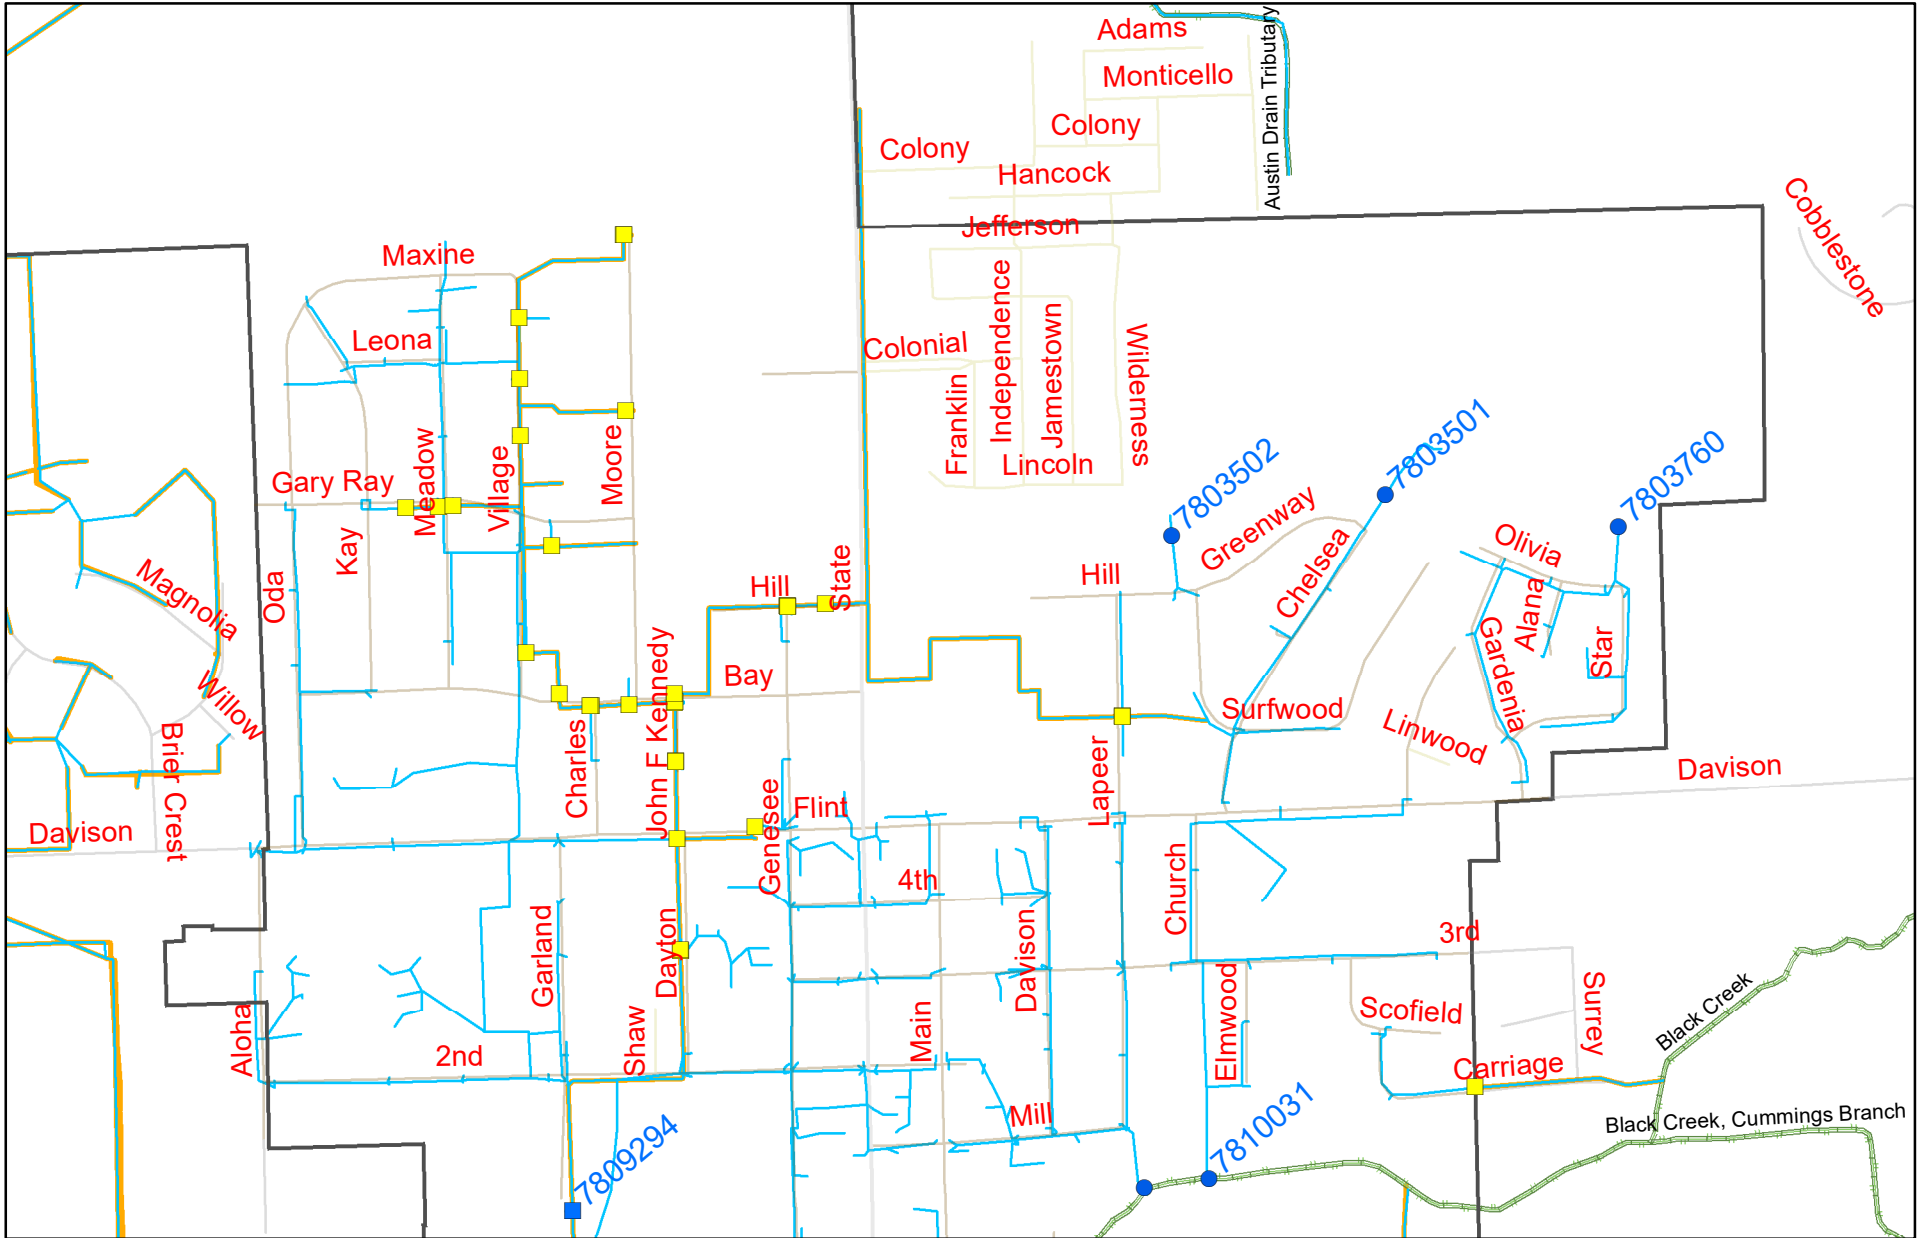 Adams
Austin Drain Tributary
Monticello
Colony
Colony
Hancock
Cobblestone
Jefferson
Maxine
Independence
Jamestown
Wilderness
Leona
Colonial
Franklin
Lincoln
Meadow
Village
Moore
Gary Ray
7803502
7803501
7803760
Kay
Greenway
Chelsea
Olivia
Magnolia
Oda
Hill
State
Hill
Alana
Gardenia
Star
John F Kennedy
Bay
Willow
Brier Crest
Charles
Surfwood
Linwood
Lapeer
Davison
Davison
Genesee
Flint
4th
Church
Garland
Dayton
Davison
3rd
Elmwood
Scofield
Surrey
Black Creek
Aloha
2nd
Shaw
Main
Carriage
Mill
Black Creek, Cummings Branch
7809294
7810031